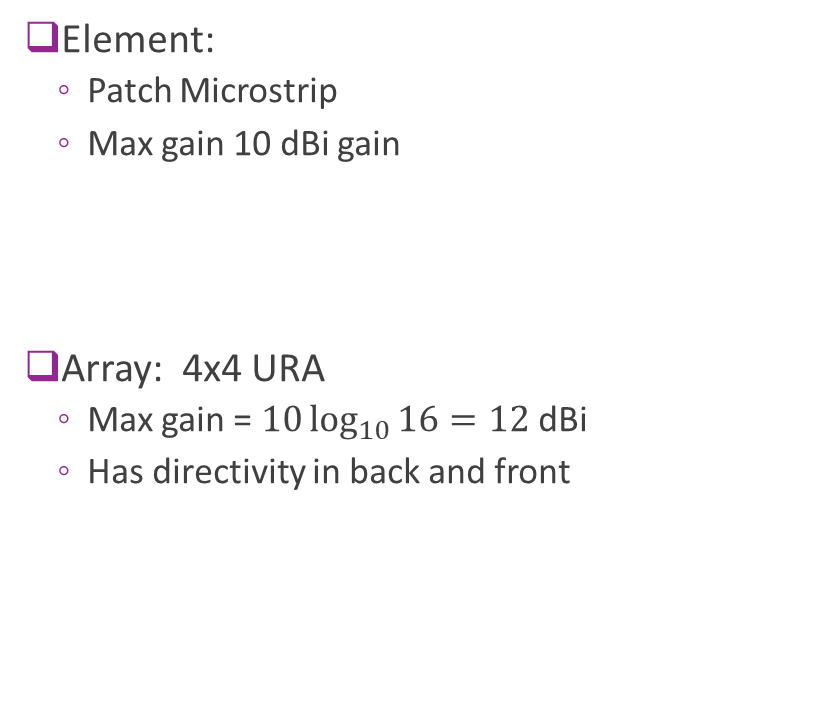 ❑Element:
◦ Patch Microstrip
◦ Max gain 10 dBi gain
❑Array: 4x4 URA
◦ Max gain = 10 log₁₀ 16 = 12 dBi
◦ Has directivity in back and front